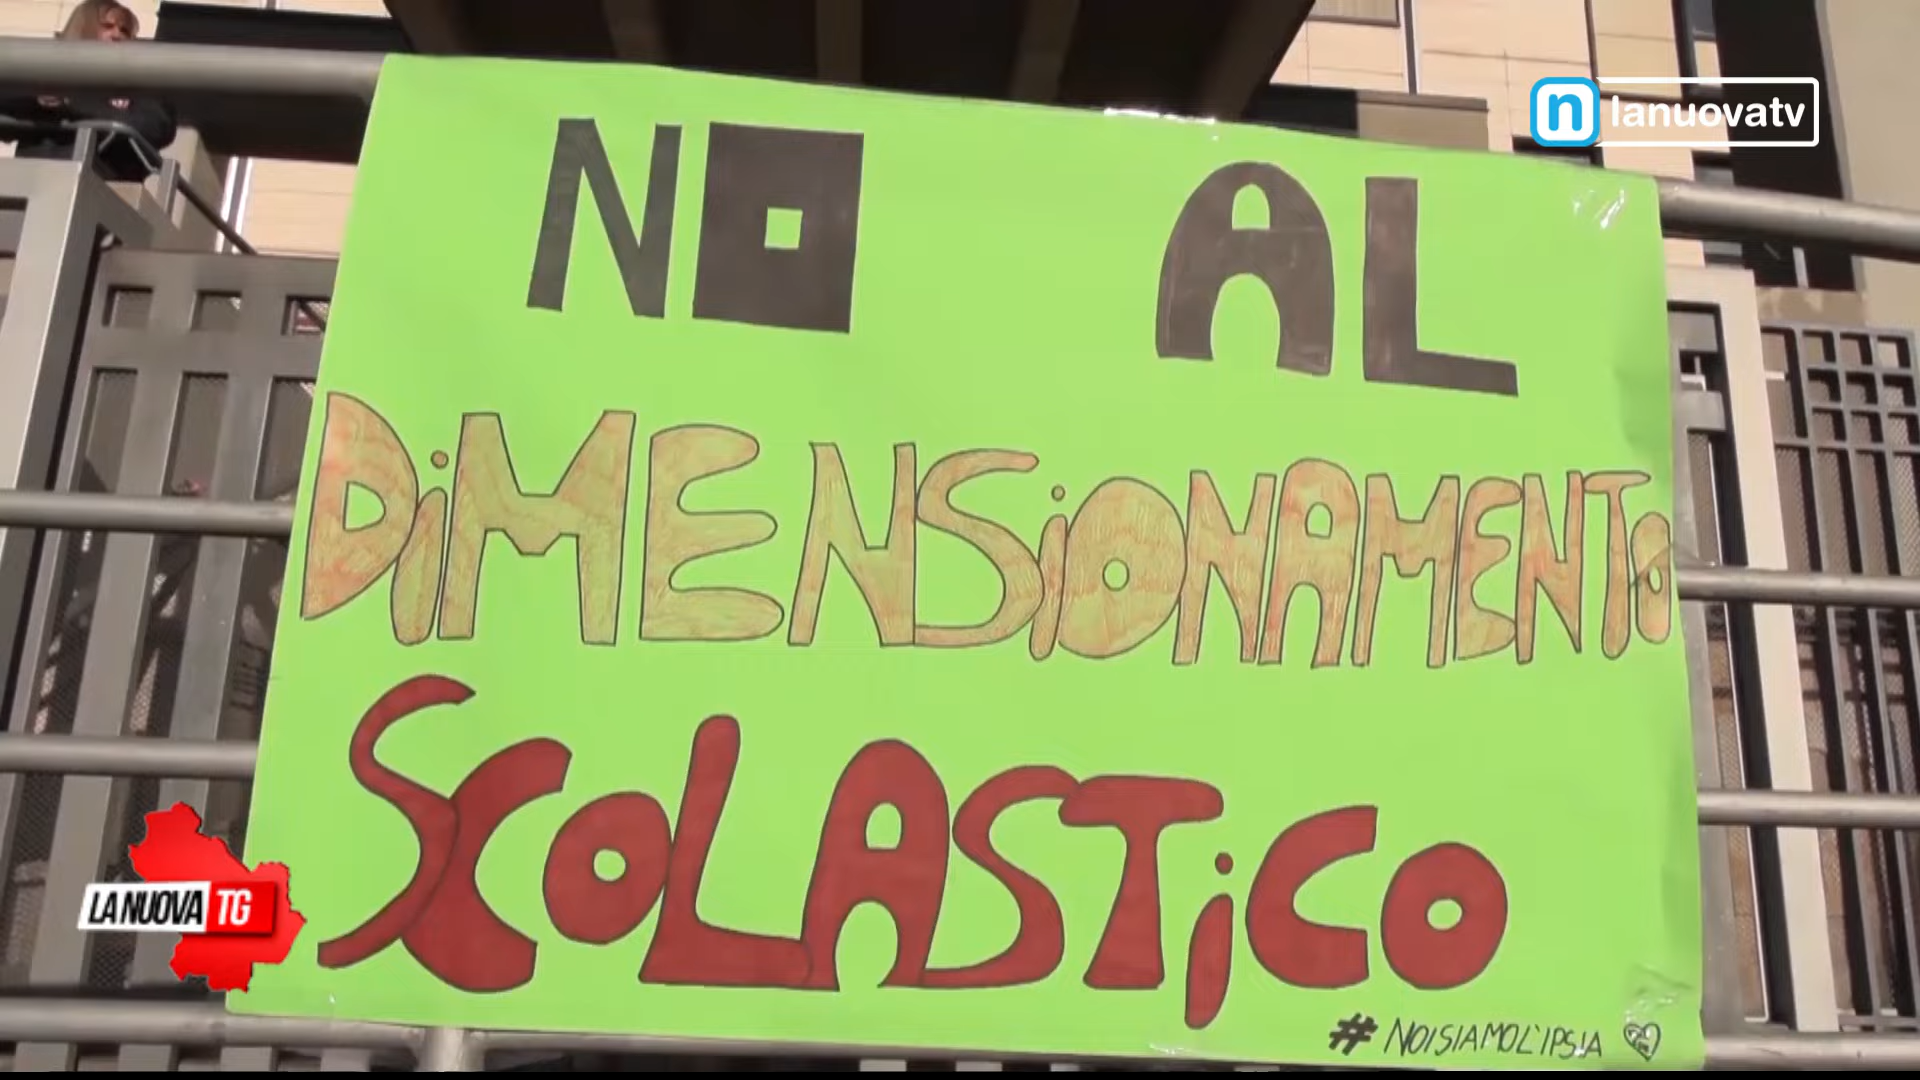 n lanuovatv
NO AL
DiMENSiONAMENTO
SCOLASTiCO
LA NUOVA TG
# NOISIAMOL'IPSIA